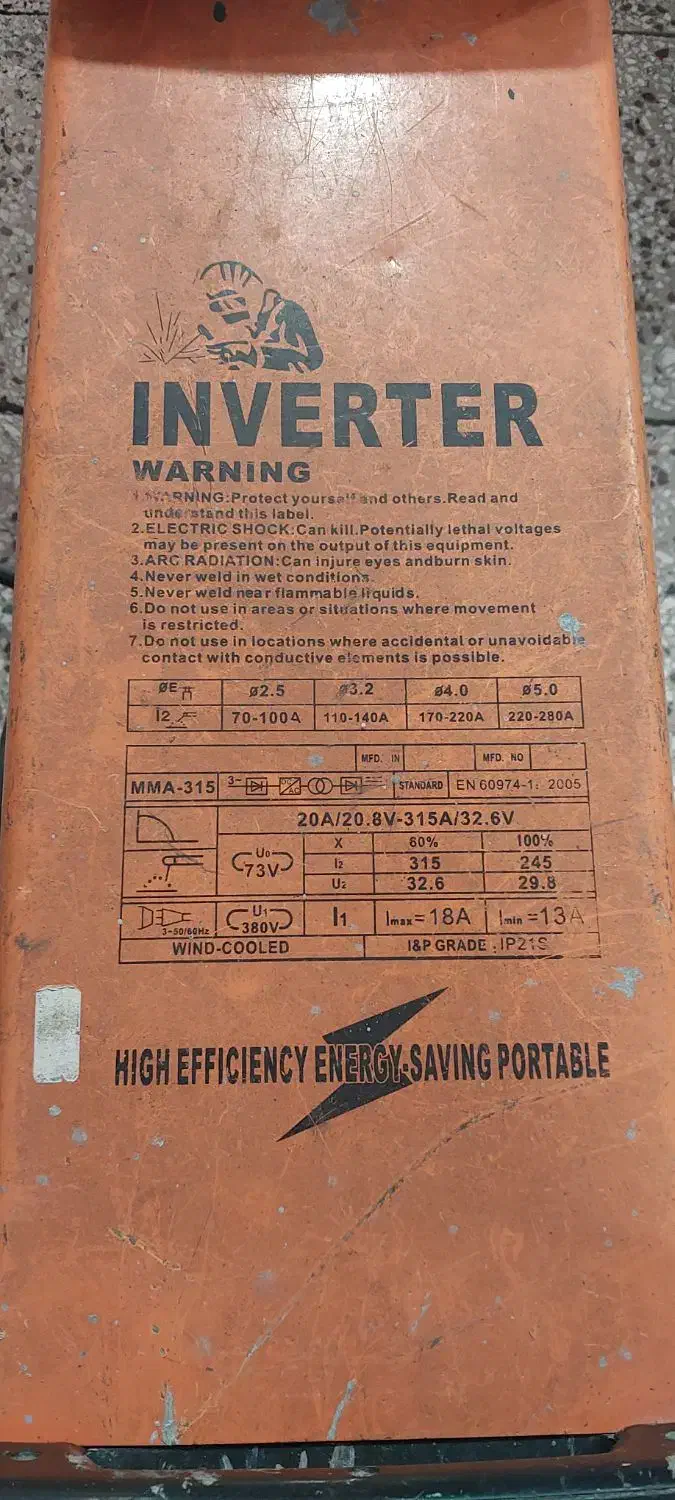 INVERTER
WARNING
1.WARNING:Protect yourself and others.Read and
understand this label.
2.ELECTRIC SHOCK:Can kill.Potentially lethal voltages
may be present on the output of this equipment.
3.ARC RADIATION:Can injure eyes andburn skin.
4.Never weld in wet conditions.
5.Never weld near flammable liquids.
6.Do not use in areas or situations where movement
is restricted.
7.Do not use in locations where accidental or unavoidable
contact with conductive elements is possible.
ØE ø2.5 ø3.2 ø4.0 ø5.0
I2 70-100A 110-140A 170-220A 220-280A
MFD. IN MFD. NO
MMA-315 3~ STANDARD EN 60974-1: 2005
20A/20.8V-315A/32.6V
X 60% 100%
U0 73V I2 315 245
U2 32.6 29.8
3~50/60Hz U1 380V I1 Imax=18A Imin=13A
WIND-COOLED I&P GRADE :IP21S
HIGH EFFICIENCY ENERGY-SAVING PORTABLE